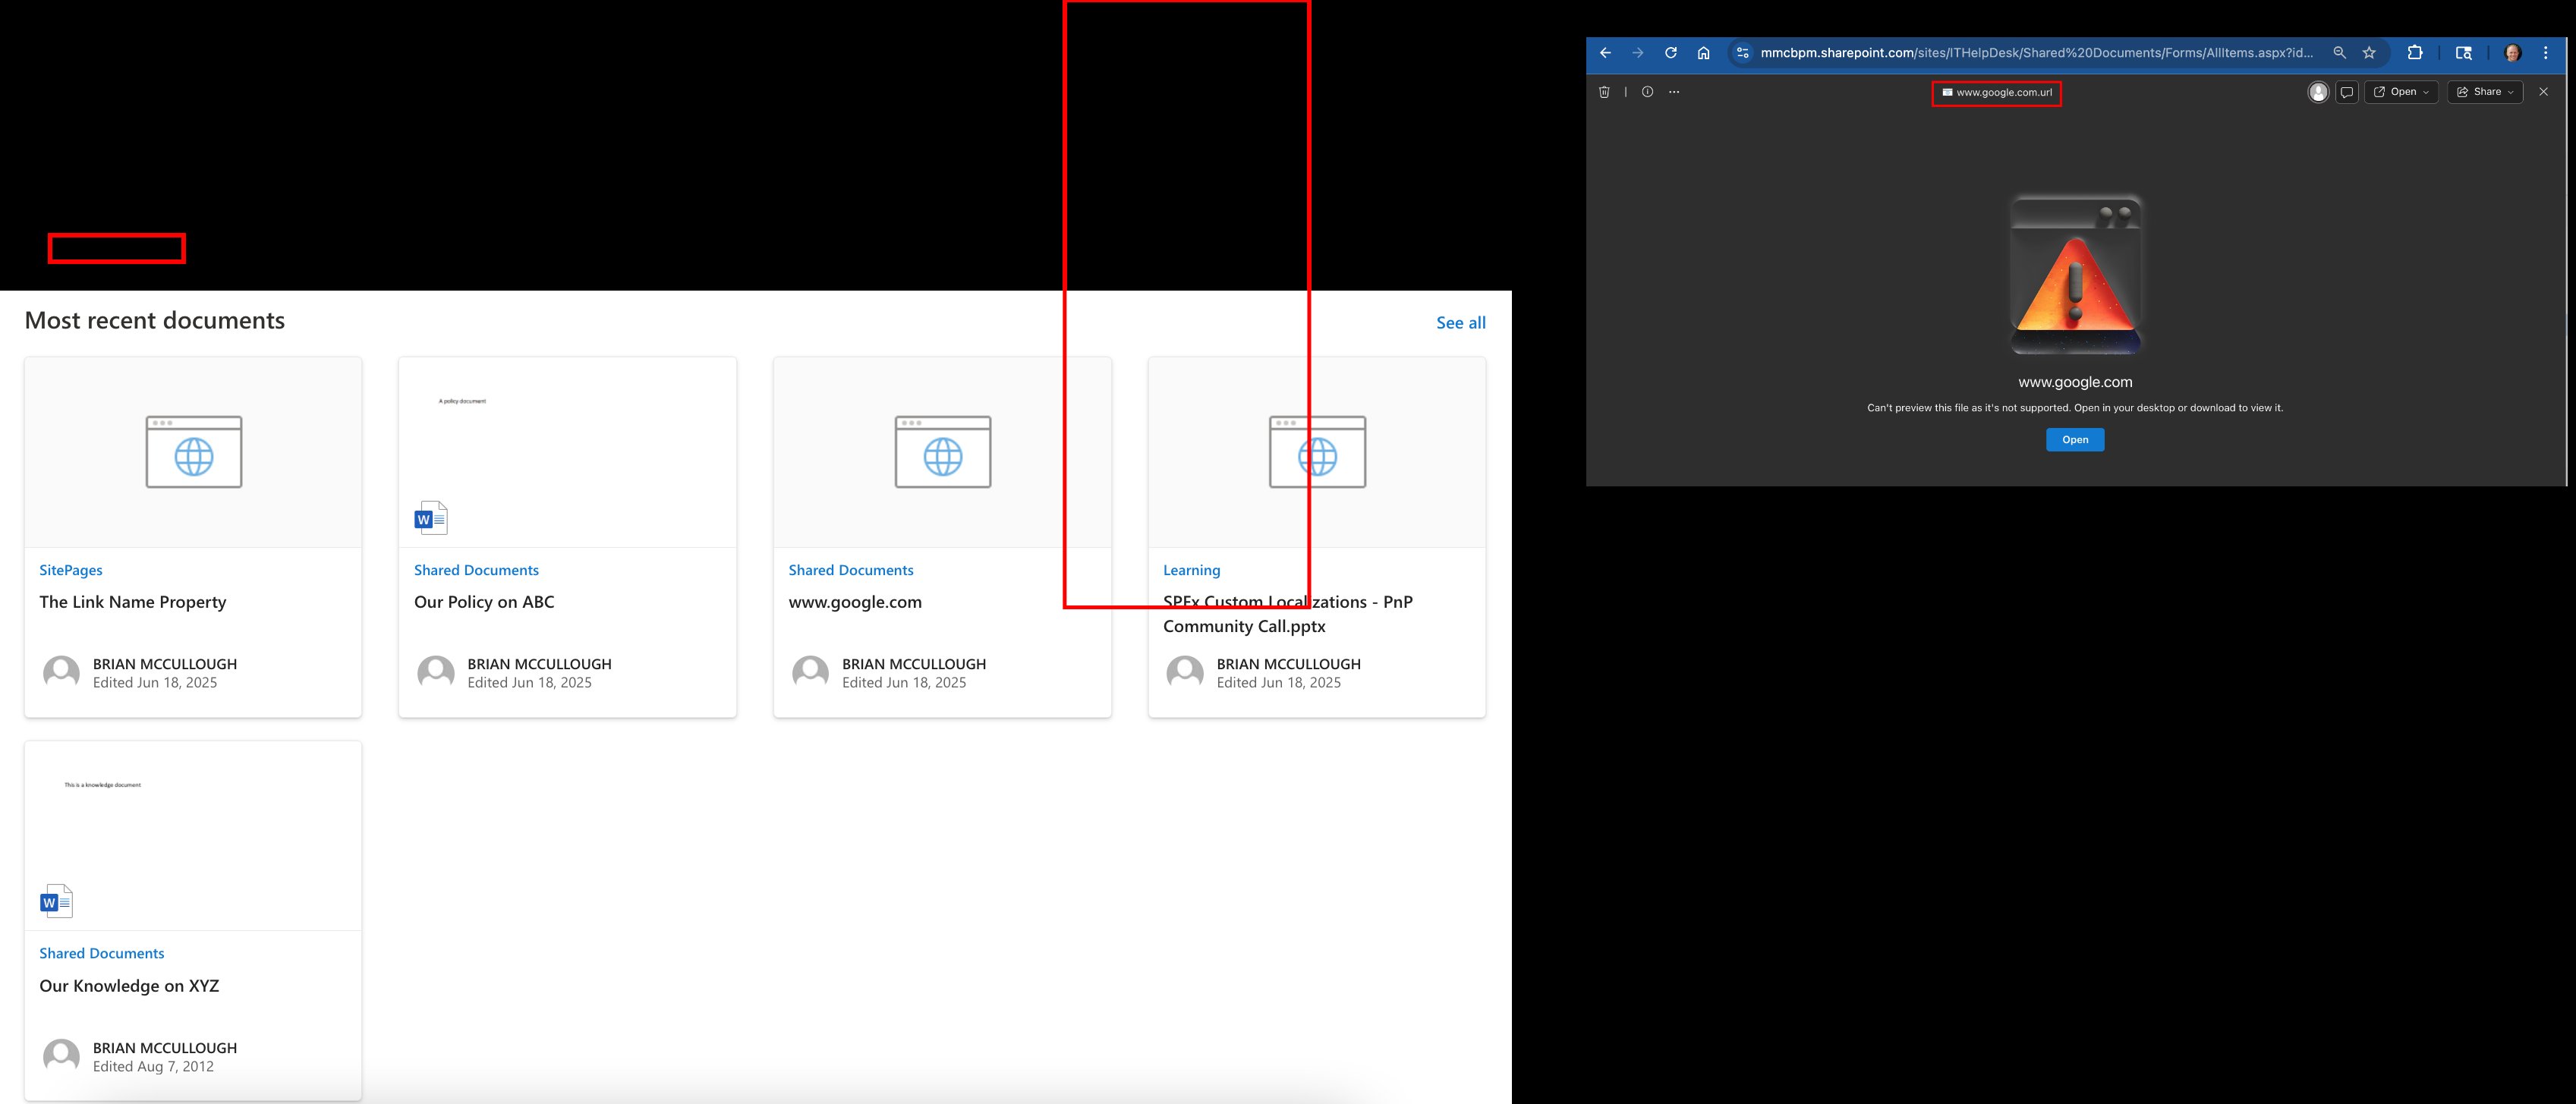 Most recent documents
See all
SitePages
The Link Name Property
BRIAN MCCULLOUGH
Edited Jun 18, 2025
A policy document
W
Shared Documents
Our Policy on ABC
BRIAN MCCULLOUGH
Edited Jun 18, 2025
Shared Documents
www.google.com
BRIAN MCCULLOUGH
Edited Jun 18, 2025
Learning
SPFx Custom Localizations - PnP
Community Call.pptx
BRIAN MCCULLOUGH
Edited Jun 18, 2025
This is a knowledge document
W
Shared Documents
Our Knowledge on XYZ
BRIAN MCCULLOUGH
Edited Aug 7, 2012
mmcbpm.sharepoint.com/sites/ITHelpDesk/Shared%20Documents/Forms/AllItems.aspx?id...
www.google.com.url
Open
Share
www.google.com
Can't preview this file as it's not supported. Open in your desktop or download to view it.
Open